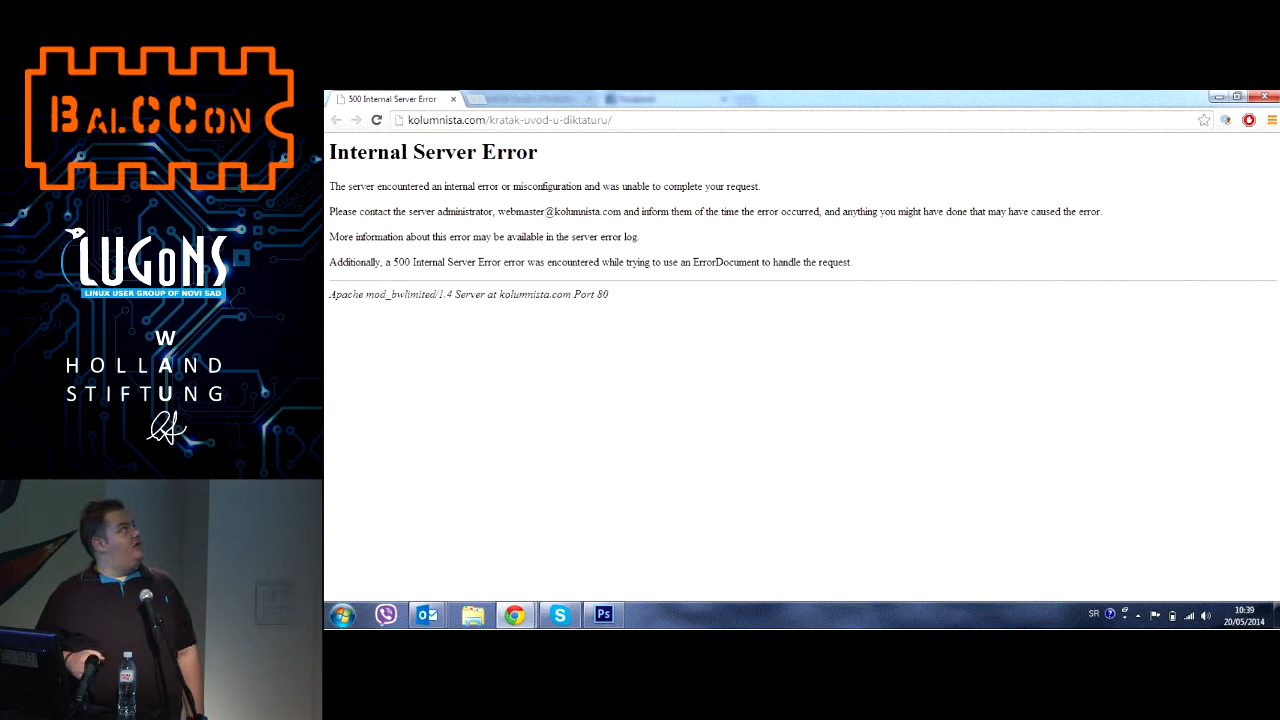 BALCCON
LUGONS
LINUX USER GROUP OF NOVI SAD
W
HOLLAND
STIFTUNG
500 Internal Server Error
kolumnista.com/kratak-uvod-u-diktaturu/
Internal Server Error
The server encountered an internal error or misconfiguration and was unable to complete your request.
Please contact the server administrator, webmaster@kolumnista.com and inform them of the time the error occurred, and anything you might have done that may have caused the error.
More information about this error may be available in the server error log.
Additionally, a 500 Internal Server Error error was encountered while trying to use an ErrorDocument to handle the request.
Apache mod_bwlimited/1.4 Server at kolumnista.com Port 80
Ps
SR
10:39
20/05/2014